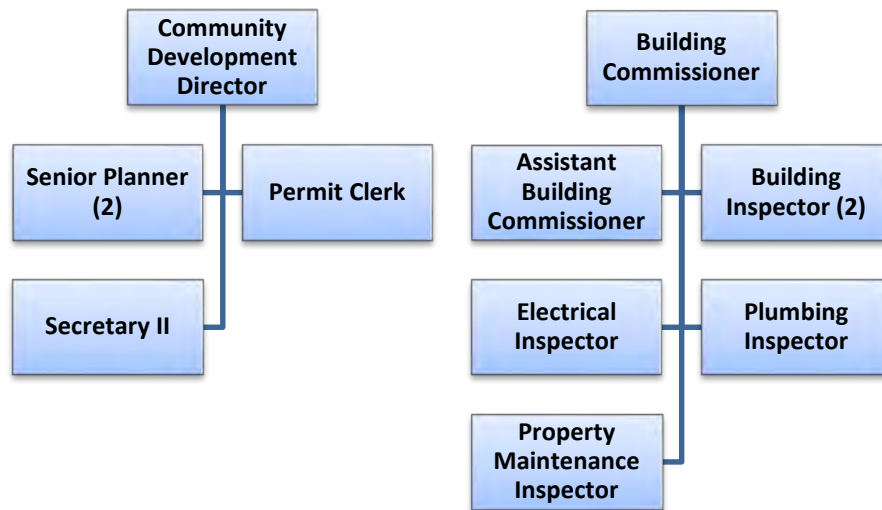 Community
Development
Director
Senior Planner
(2)
Permit Clerk
Secretary II
Building
Commissioner
Assistant
Building
Commissioner
Building
Inspector (2)
Electrical
Inspector
Plumbing
Inspector
Property
Maintenance
Inspector